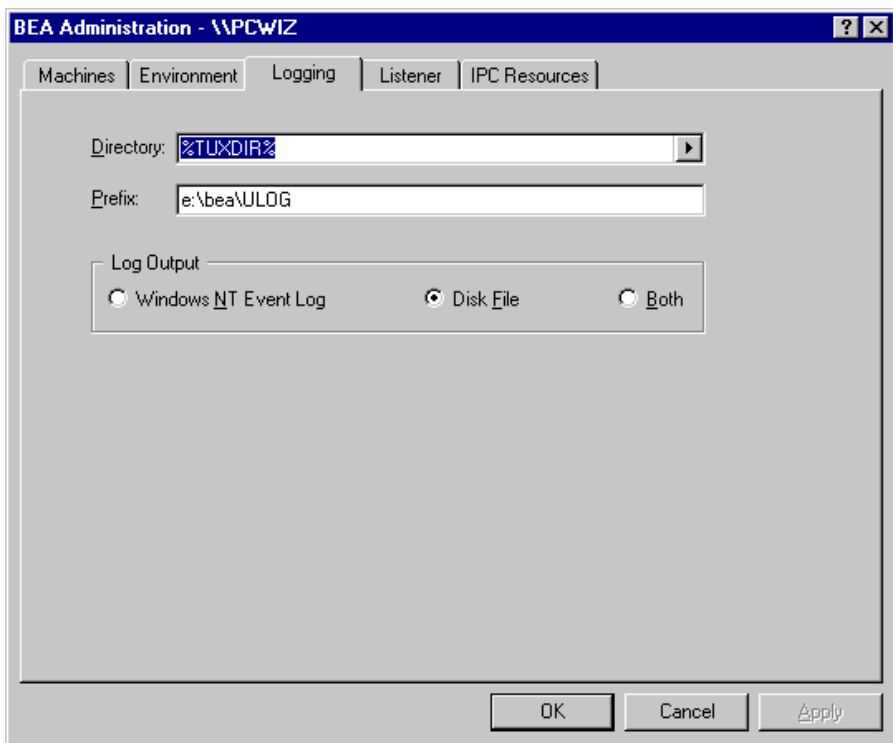 BEA Administration - \\PCWIZ
Machines Environment Logging Listener IPC Resources
Directory: %TUXDIR%
Prefix: e:\bea\ULOG
Log Output
Windows NT Event Log Disk File Both
OK Cancel Apply